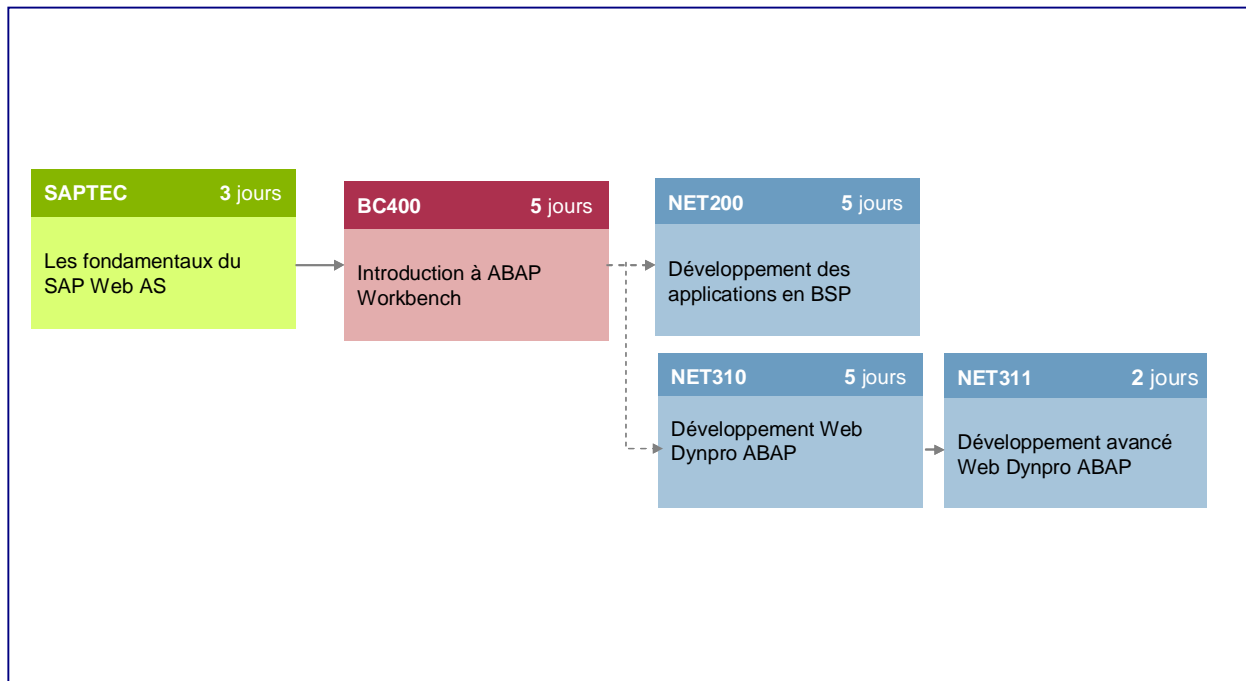 SAPTEC 3 jours
Les fondamentaux du
SAP Web AS
BC400 5 jours
Introduction à ABAP
Workbench
NET200 5 jours
Développement des
applications en BSP
NET310 5 jours
Développement Web
Dynpro ABAP
NET311 2 jours
Développement avancé
Web Dynpro ABAP